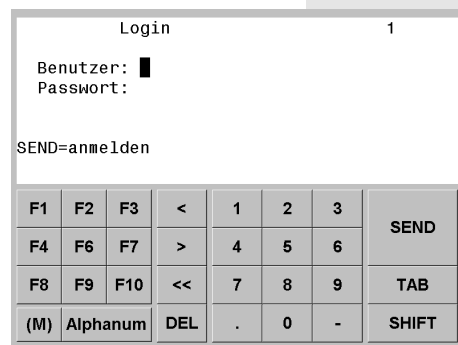 Login 1
Benutzer:
Passwort:
SEND=anmelden
F1 F2 F3 < 1 2 3 SEND
F4 F6 F7 > 4 5 6
F8 F9 F10 << 7 8 9 TAB
(M) Alphanum DEL . 0 - SHIFT